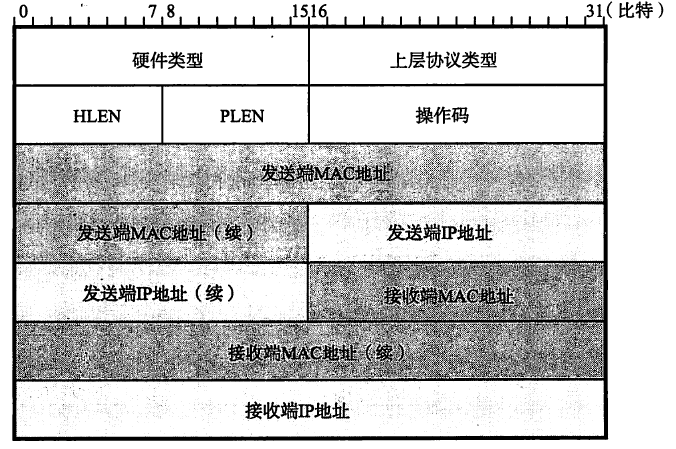 0 7 8 1516 31(比特)
硬件类型 上层协议类型
HLEN PLEN 操作码
发送端MAC地址
发送端MAC地址(续) 发送端IP地址
发送端IP地址(续) 接收端MAC地址
接收端MAC地址(续)
接收端IP地址